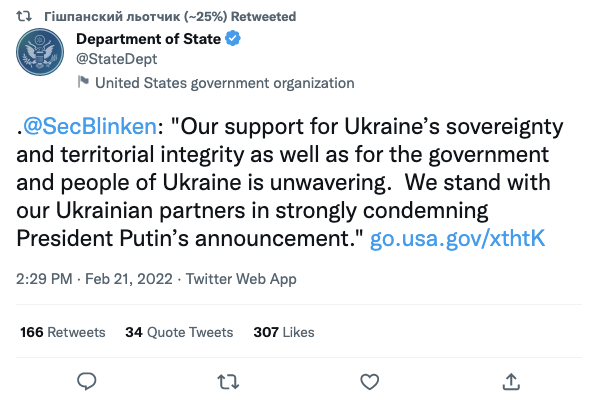 Гішпанский льотчик (~25%) Retweeted
Department of State
@StateDept
United States government organization
.@SecBlinken: "Our support for Ukraine’s sovereignty
and territorial integrity as well as for the government
and people of Ukraine is unwavering.  We stand with
our Ukrainian partners in strongly condemning
President Putin’s announcement." go.usa.gov/xthtK
2:29 PM · Feb 21, 2022 · Twitter Web App
166 Retweets 34 Quote Tweets 307 Likes